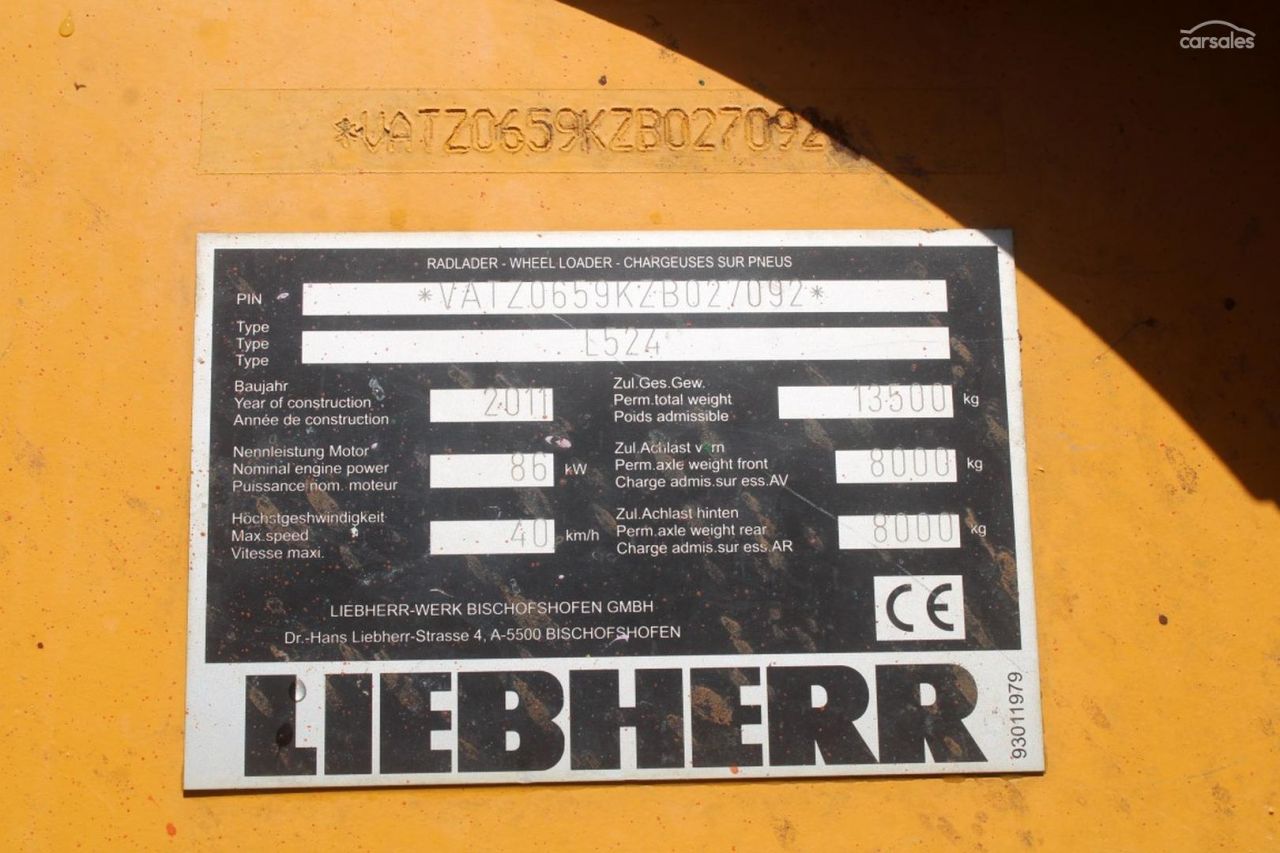 carsales
*VATZ0659KZB027092
RADLADER - WHEEL LOADER - CHARGEUSES SUR PNEUS
PIN *VATZ0659KZB027092*
Type
Type L524
Type
Baujahr
Year of construction 2011
Année de construction
Zul.Ges.Gew.
Perm.total weight 13500 kg
Poids admissible
Nennleistung Motor
Nominal engine power 86 kW
Puissance nom. moteur
Zul.Achlast vorn
Perm.axle weight front 8000 kg
Charge admis.sur ess.AV
Höchstgeshwindigkeit
Max.speed 40 km/h
Vitesse maxi.
Zul.Achlast hinten
Perm.axle weight rear 8000 kg
Charge admis.sur ess.AR
LIEBHERR-WERK BISCHOFSHOFEN GMBH
Dr.-Hans Liebherr-Strasse 4, A-5500 BISCHOFSHOFEN
CE
LIEBHERR
93011979